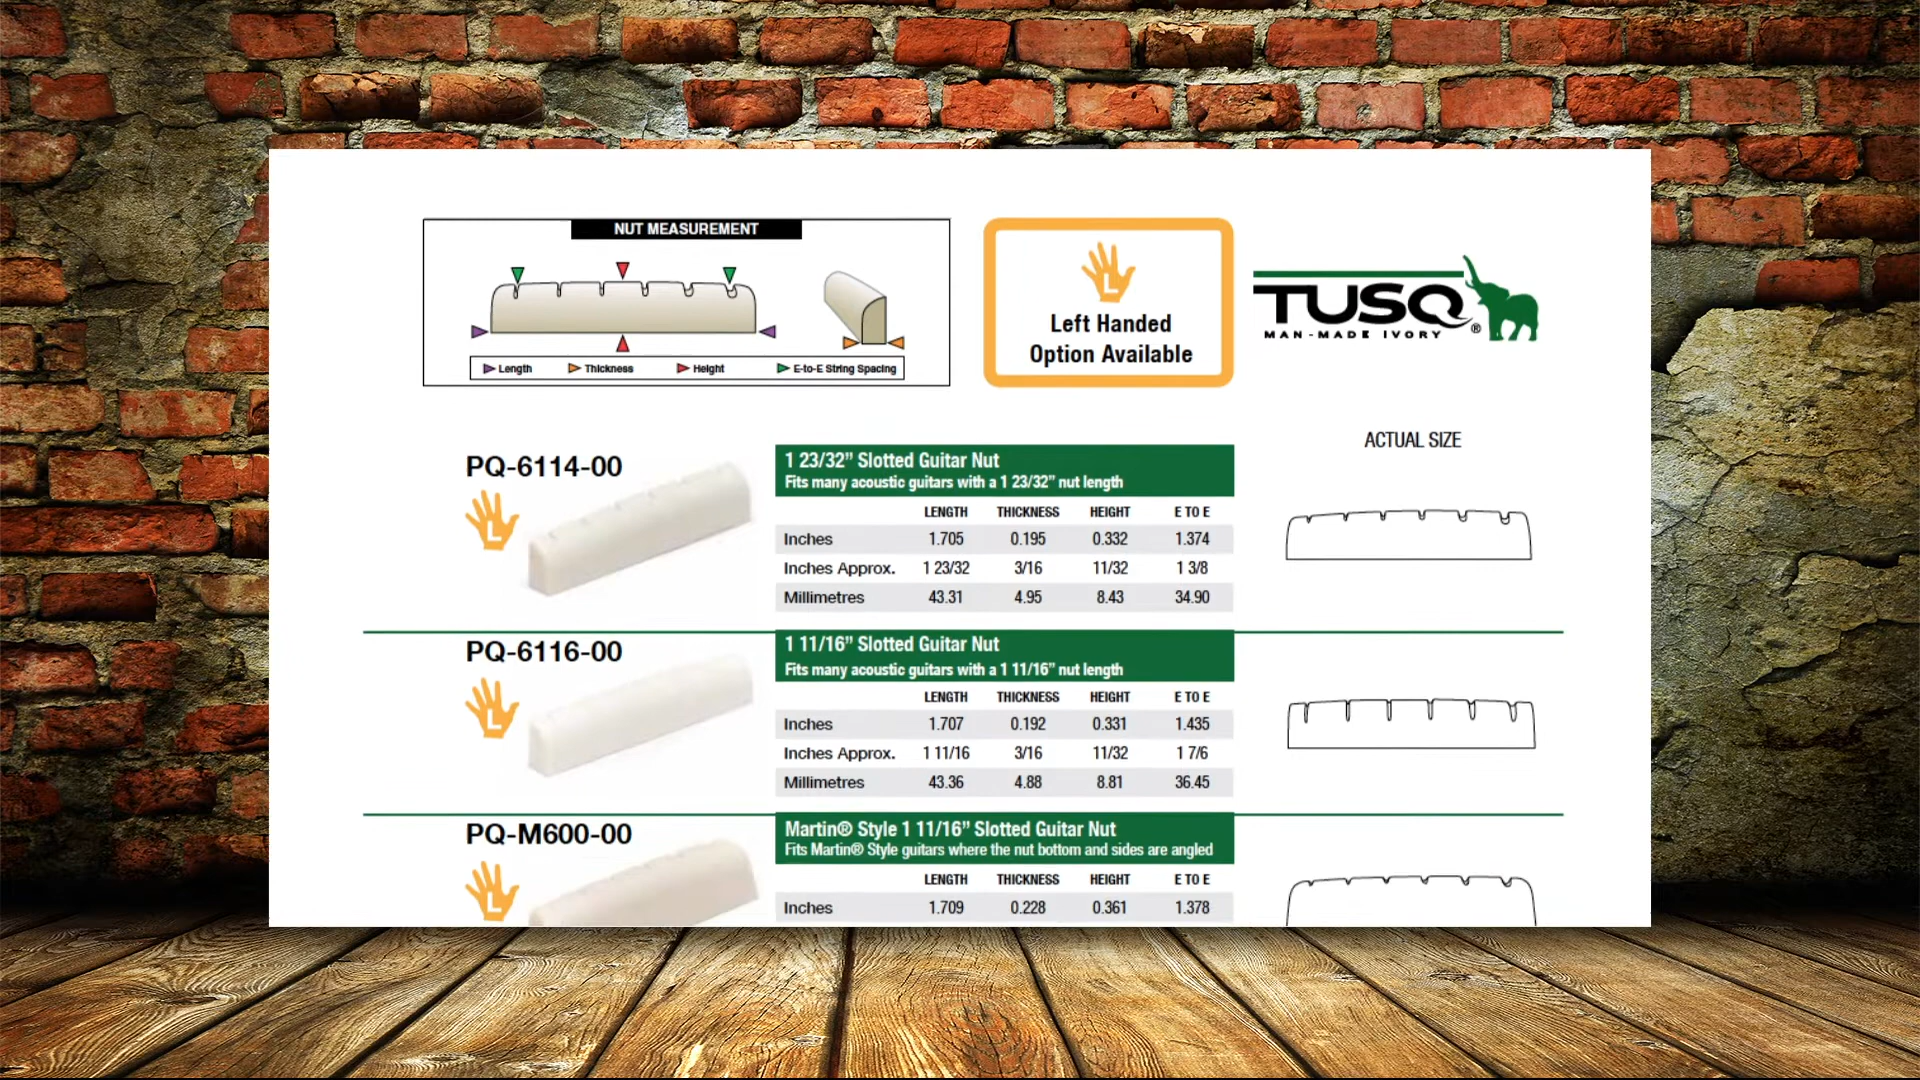 NUT MEASUREMENT
Length Thickness Height E-to-E String Spacing
L
Left Handed
Option Available
TUSQ®
MAN-MADE IVORY
ACTUAL SIZE
PQ-6114-00
L
1 23/32” Slotted Guitar Nut
Fits many acoustic guitars with a 1 23/32” nut length
LENGTH THICKNESS HEIGHT E TO E
Inches 1.705 0.195 0.332 1.374
Inches Approx. 1 23/32 3/16 11/32 1 3/8
Millimetres 43.31 4.95 8.43 34.90
PQ-6116-00
L
1 11/16” Slotted Guitar Nut
Fits many acoustic guitars with a 1 11/16” nut length
LENGTH THICKNESS HEIGHT E TO E
Inches 1.707 0.192 0.331 1.435
Inches Approx. 1 11/16 3/16 11/32 1 7/6
Millimetres 43.36 4.88 8.81 36.45
PQ-M600-00
L
Martin® Style 1 11/16” Slotted Guitar Nut
Fits Martin® Style guitars where the nut bottom and sides are angled
LENGTH THICKNESS HEIGHT E TO E
Inches 1.709 0.228 0.361 1.378